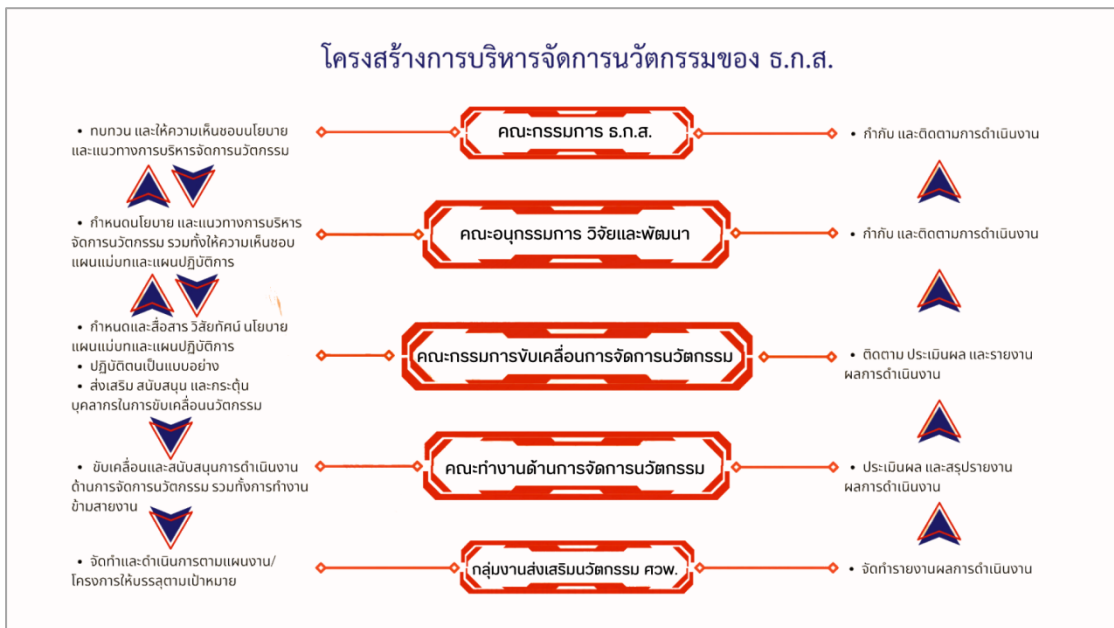 โครงสร้างการบริหารจัดการนวัตกรรมของ ธ.ก.ส.
• ทบทวน และให้ความเห็นชอบนโยบาย
และแนวทางการบริหารจัดการนวัตกรรม
คณะกรรมการ ธ.ก.ส.
• กำกับ และติดตามการดำเนินงาน
• กำหนดนโยบาย และแนวทางการบริหาร
จัดการนวัตกรรม รวมทั้งให้ความเห็นชอบ
แผนแม่บทและแผนปฏิบัติการ
คณะอนุกรรมการ วิจัยและพัฒนา
• กำกับ และติดตามการดำเนินงาน
• กำหนดและสื่อสาร วิสัยทัศน์ นโยบาย
แผนแม่บทและแผนปฏิบัติการ
• ปฏิบัติตนเป็นแบบอย่าง
• ส่งเสริม สนับสนุน และกระตุ้น
บุคลากรในการขับเคลื่อนนวัตกรรม
คณะกรรมการขับเคลื่อนการจัดการนวัตกรรม
• ติดตาม ประเมินผล และรายงาน
ผลการดำเนินงาน
• ขับเคลื่อนและสนับสนุนการดำเนินงาน
ด้านการจัดการนวัตกรรม รวมทั้งการทำงาน
ข้ามสายงาน
คณะทำงานด้านการจัดการนวัตกรรม
• ประเมินผล และสรุปรายงาน
ผลการดำเนินงาน
• จัดทำและดำเนินการตามแผนงาน/
โครงการให้บรรลุตามเป้าหมาย
กลุ่มงานส่งเสริมนวัตกรรม ศวพ.
• จัดทำรายงานผลการดำเนินงาน